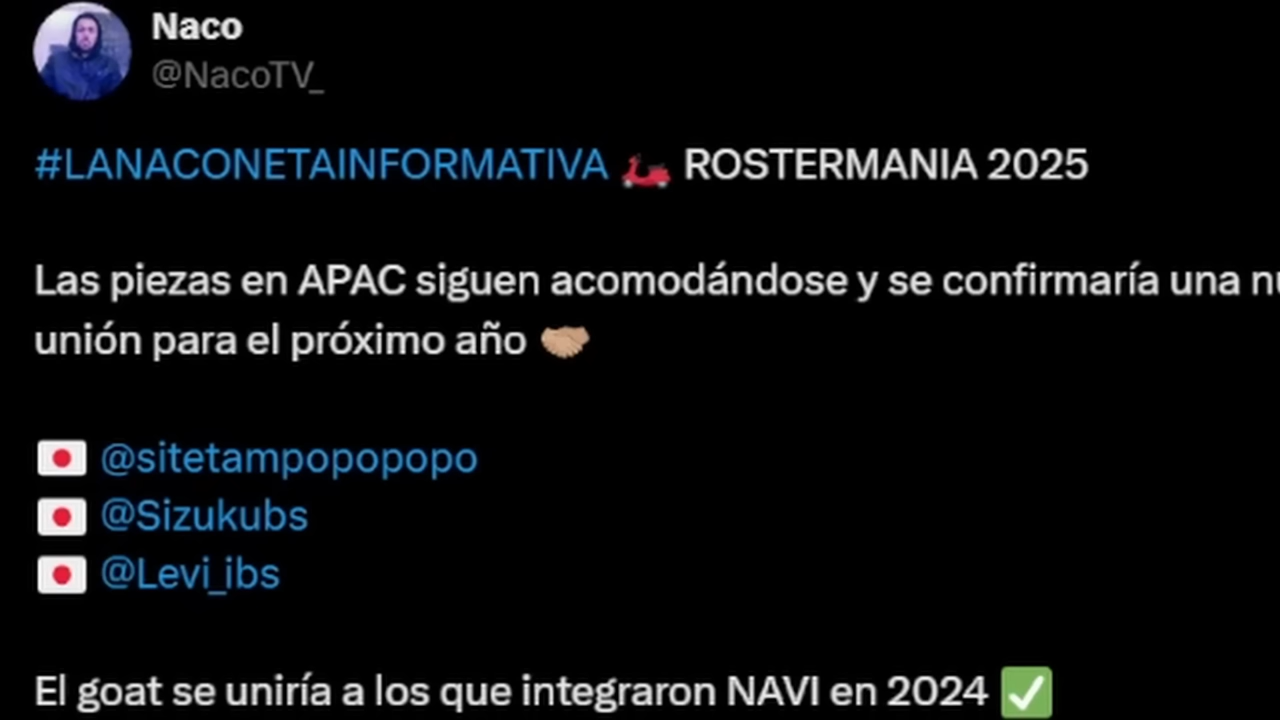 Naco
@NacoTV_
#LANACONETAINFORMATIVA 🛵 ROSTERMANIA 2025
Las piezas en APAC siguen acomodándose y se confirmaría una
unión para el próximo año 🤝🏼
🇯🇵 @sitetampopopopo
🇯🇵 @Sizukubs
🇯🇵 @Levi_ibs
El goat se uniría a los que integraron NAVI en 2024 ✅